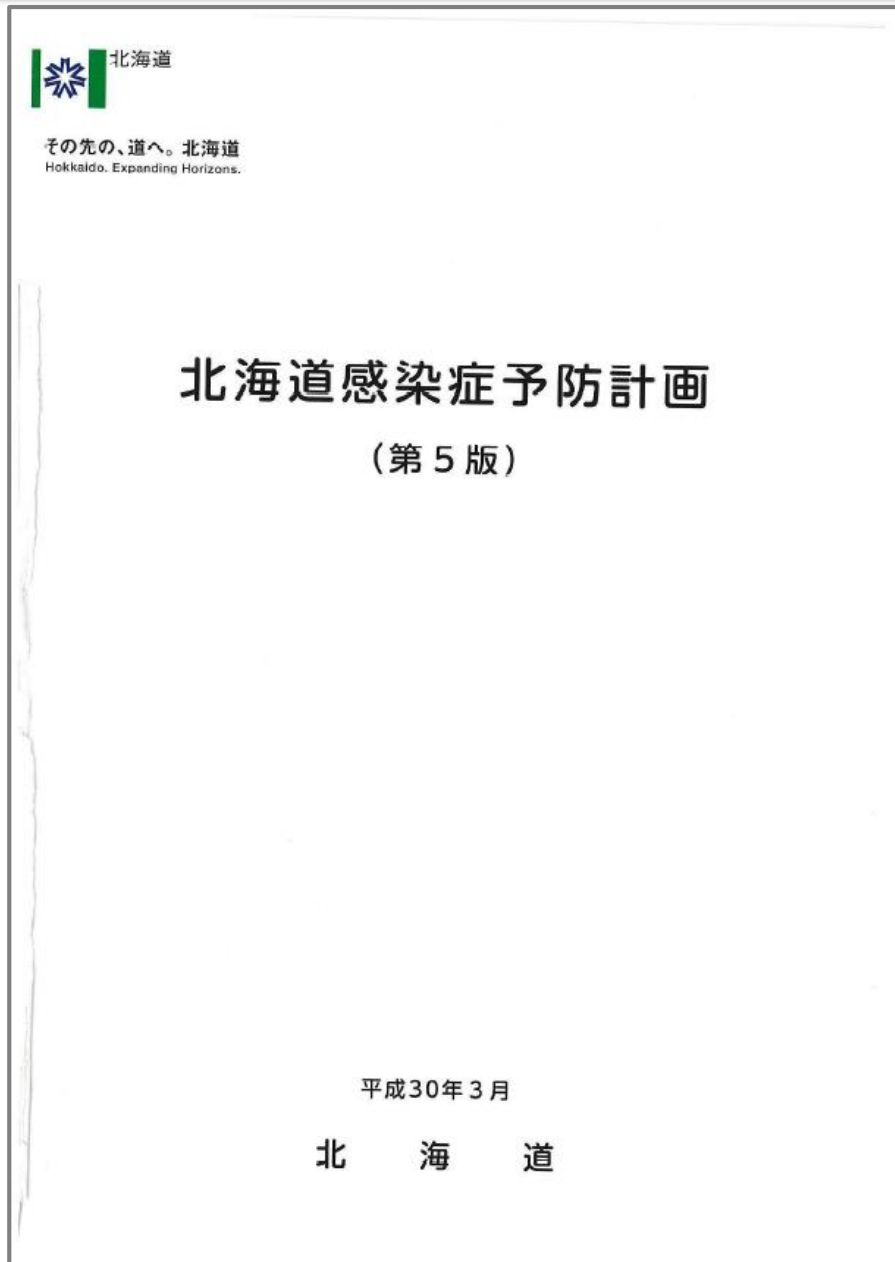 北海道
その先の、道へ。北海道
Hokkaido. Expanding Horizons.
北海道感染症予防計画
（第５版）
平成30年３月
北 海 道